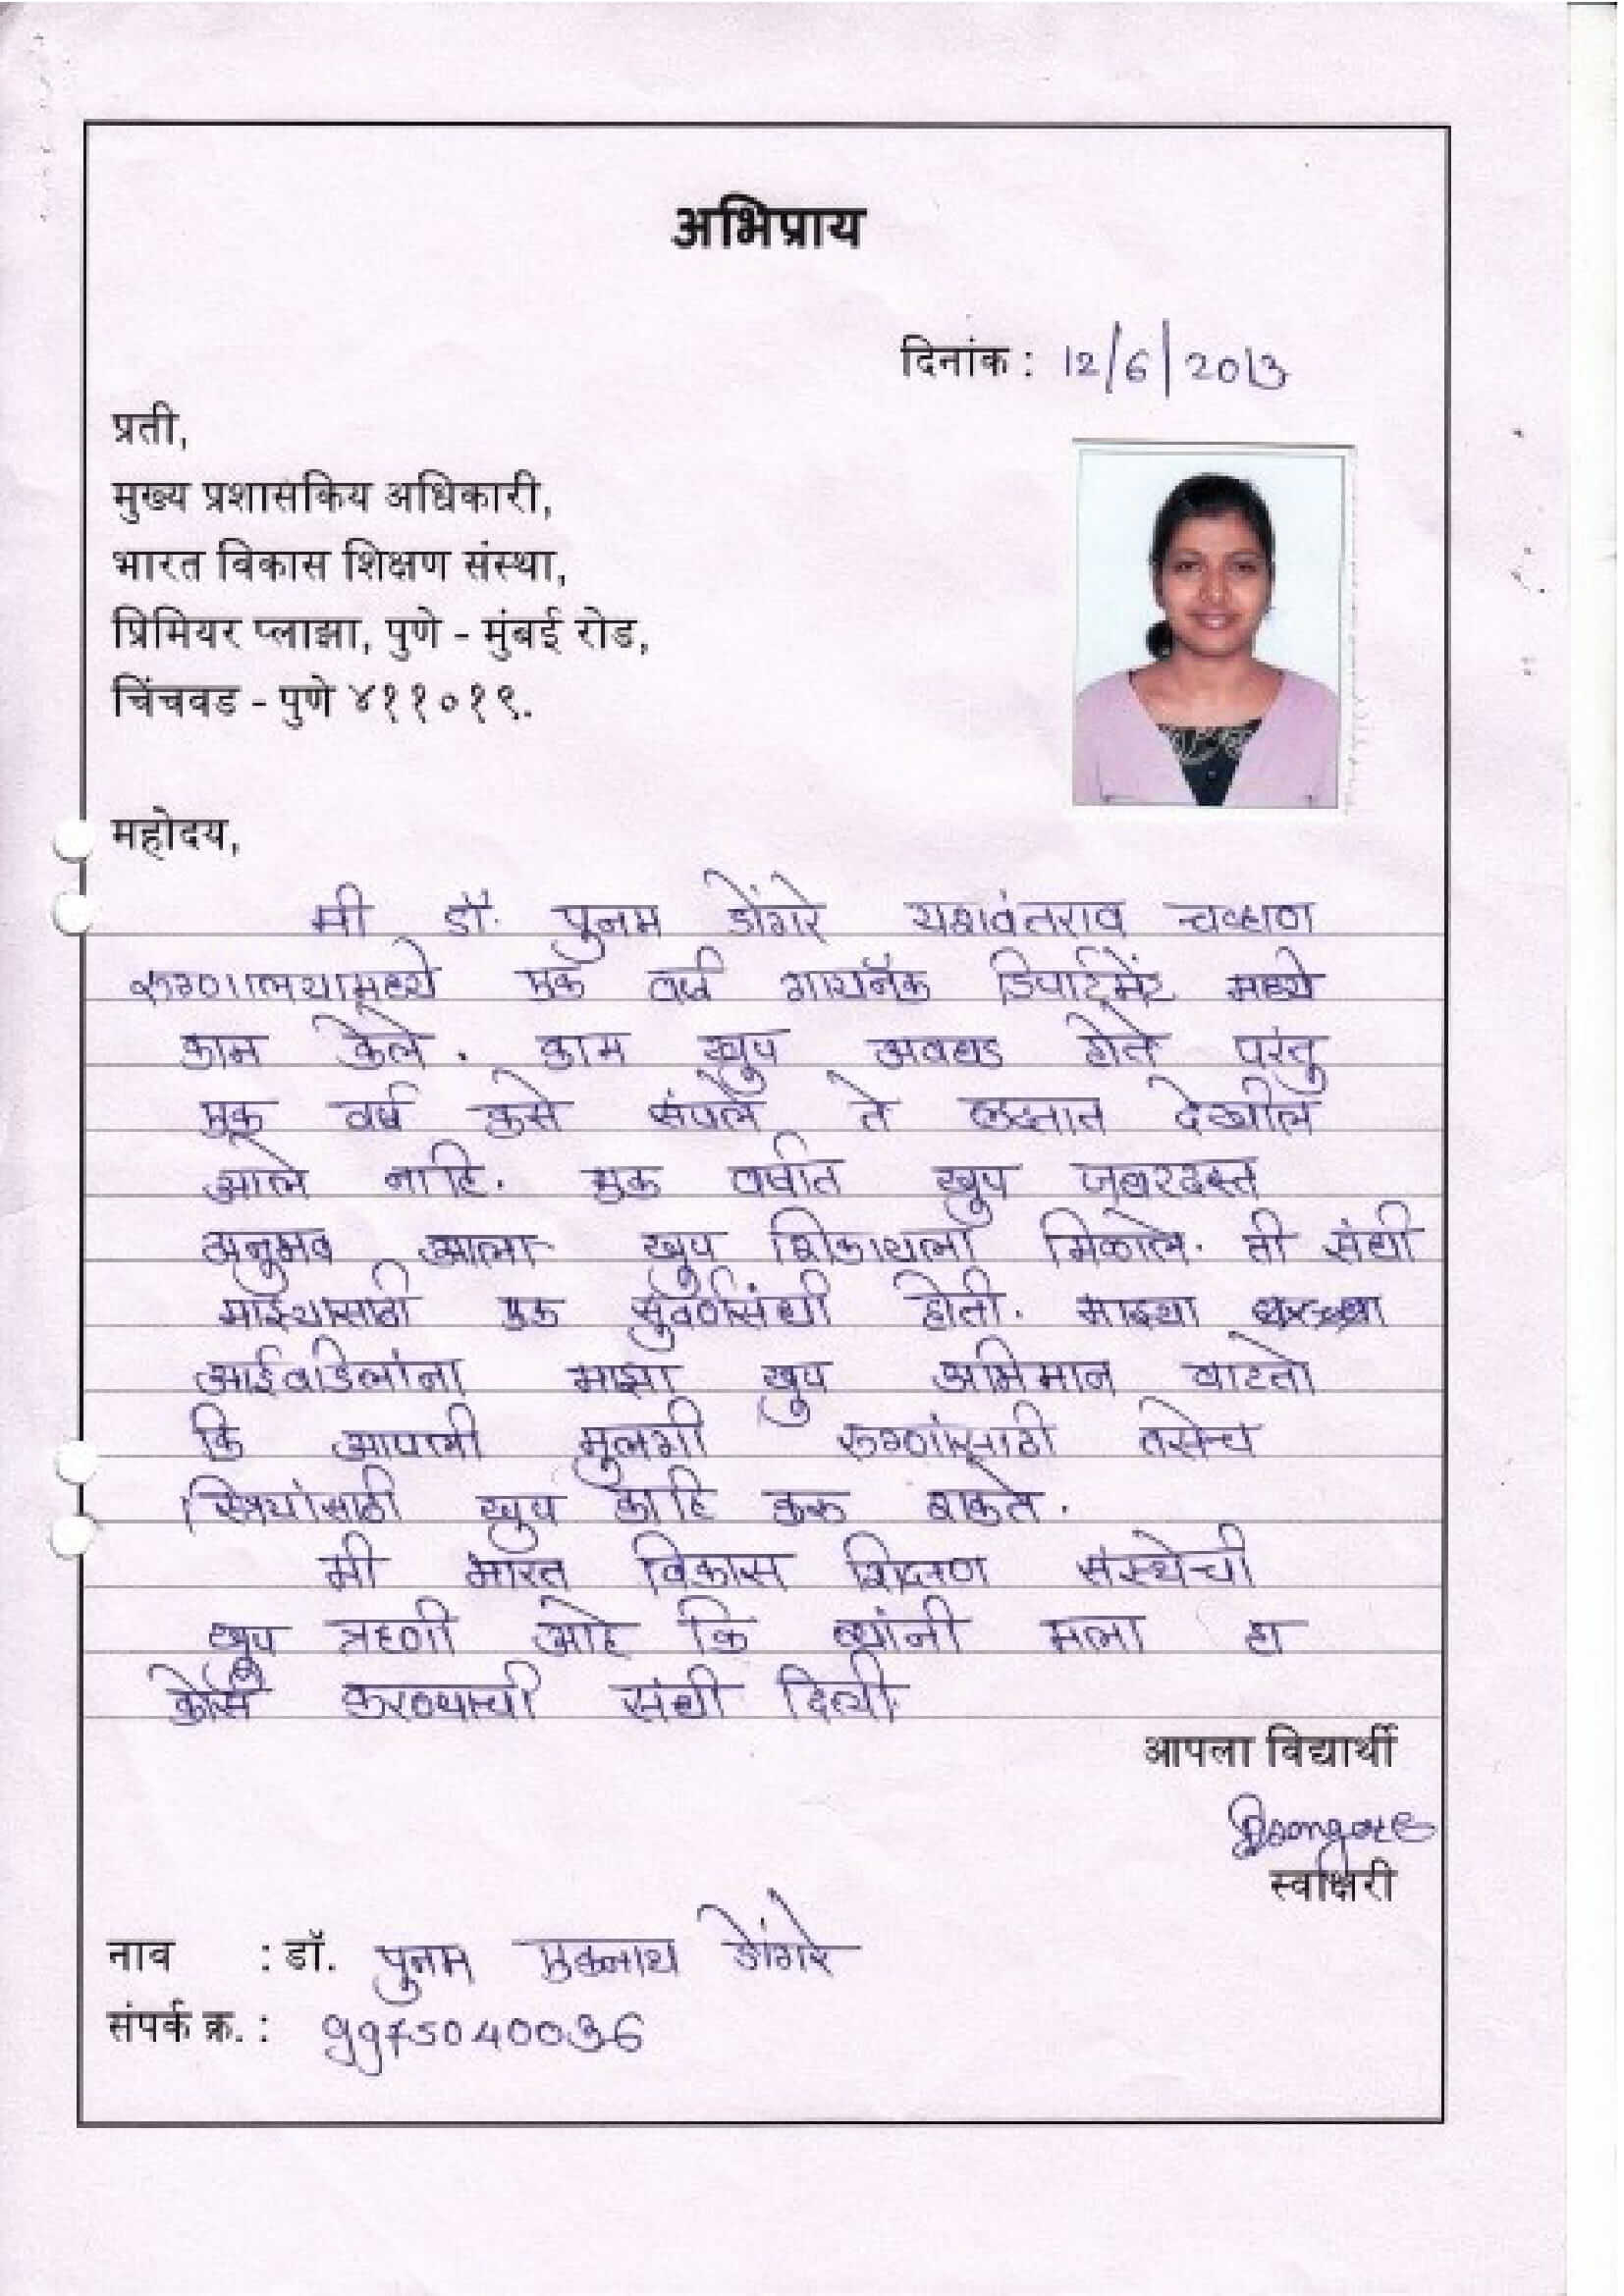 अभिप्राय
दिनांक : 12/6/2013
प्रती,
मुख्य प्रशासकिय अधिकारी,
भारत विकास शिक्षण संस्था,
प्रिमियर प्लाझा, पुणे - मुंबई रोड,
चिंचवड - पुणे ४११०१९.
महोदय,
मी डॉ. पुनम डोंगरे यशवंतराव चव्हाण
रुग्णालयामध्ये एक वर्ष गायनॅक डिपार्टमेंट मध्ये
काम केले. काम खुप अवघड होते परंतु
एक वर्ष कसे संपले ते लक्षात देखील
आले नाहि. एक वर्षात खुप जबरदस्त
अनुभव आला खुप शिकायला मिळाले. ती संधी
माझ्यासाठी एक सुवर्णसंधी होती. माझ्या
आईवडिलांना माझा खुप अभिमान वाटतो
कि आपली मुलगी रुग्णांसाठी तसेच
स्त्रियांसाठी खुप काहि करु शकते.
मी भारत विकास शिक्षण संस्थेची
खुप ऋणी आहे कि त्यांनी मला हा
कोर्स करण्याची संधी दिली.
आपला विद्यार्थी
Doongare
स्वाक्षरी
नाव : डॉ. पुनम एकनाथ डोंगरे
संपर्क क्र. : 9975040036